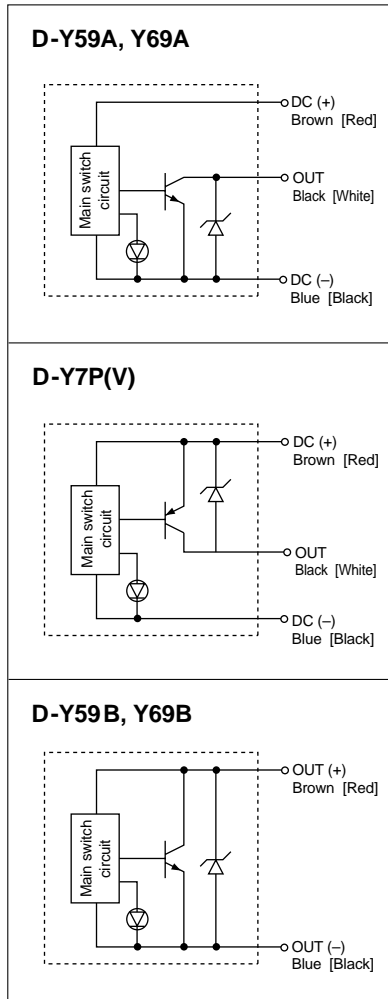 D-Y59A, Y69A
DC (+)
Brown [Red]
Main switch
circuit
OUT
Black [White]
DC (–)
Blue [Black]
D-Y7P(V)
DC (+)
Brown [Red]
Main switch
circuit
OUT
Black [White]
DC (–)
Blue [Black]
D-Y59B, Y69B
OUT (+)
Brown [Red]
Main switch
circuit
OUT (–)
Blue [Black]